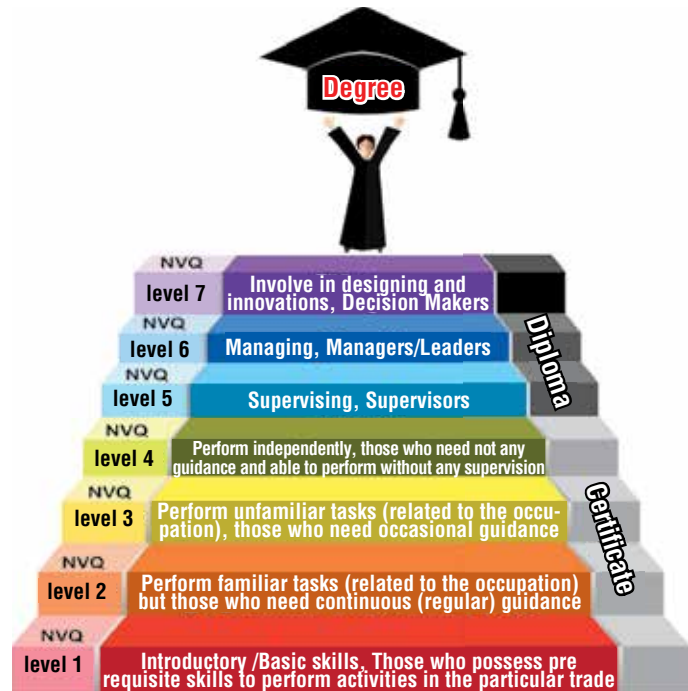 Degree
NVQ
level 7
Involve in designing and
innovations, Decision Makers
NVQ
level 6
Managing, Managers/Leaders
Diploma
NVQ
level 5
Supervising, Supervisors
NVQ
level 4
Perform independently, those who need not any
guidance and able to perform without any supervision
NVQ
level 3
Perform unfamiliar tasks (related to the occu-
pation), those who need occasional guidance
Certificate
NVQ
level 2
Perform familiar tasks (related to the occupation)
but those who need continuous (regular) guidance
NVQ
level 1
Introductory /Basic skills, Those who possess pre
requisite skills to perform activities in the particular trade